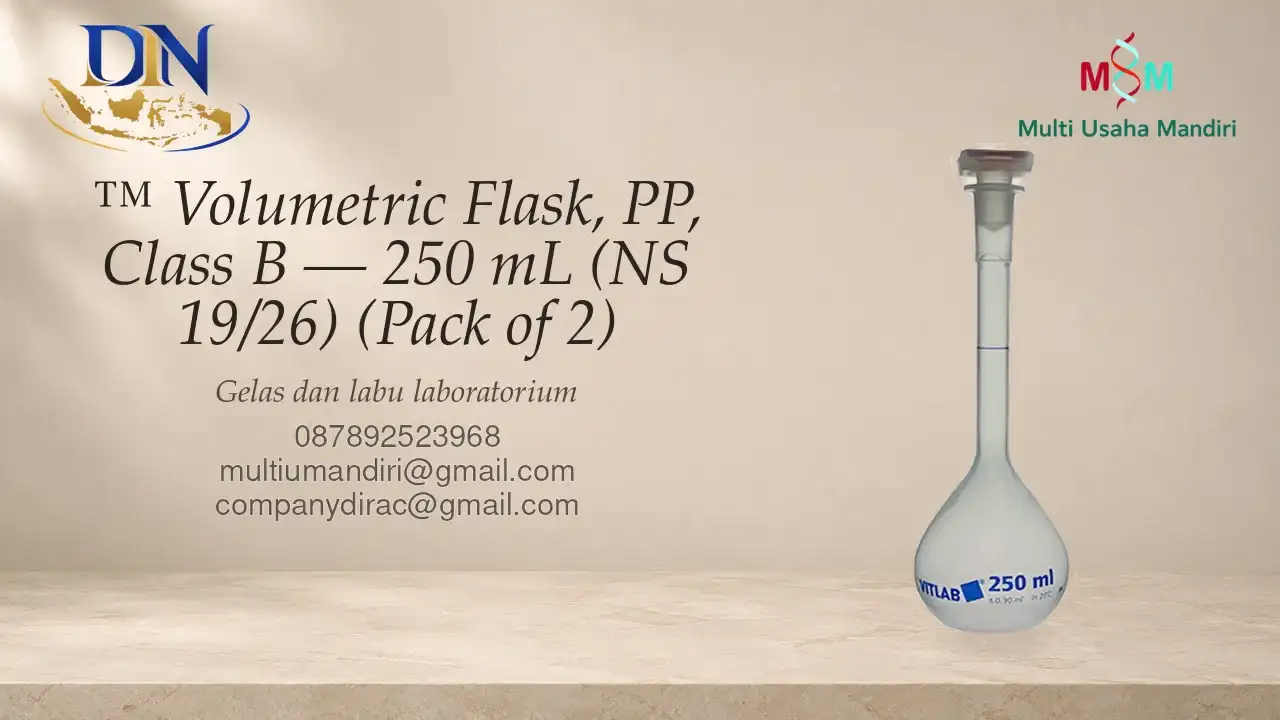 DIN
MSM
Multi Usaha Mandiri
™ Volumetric Flask, PP,
Class B — 250 mL (NS
19/26) (Pack of 2)
Gelas dan labu laboratorium
087892523968
multiumandiri@gmail.com
companydirac@gmail.com
VITLAB® 250 ml